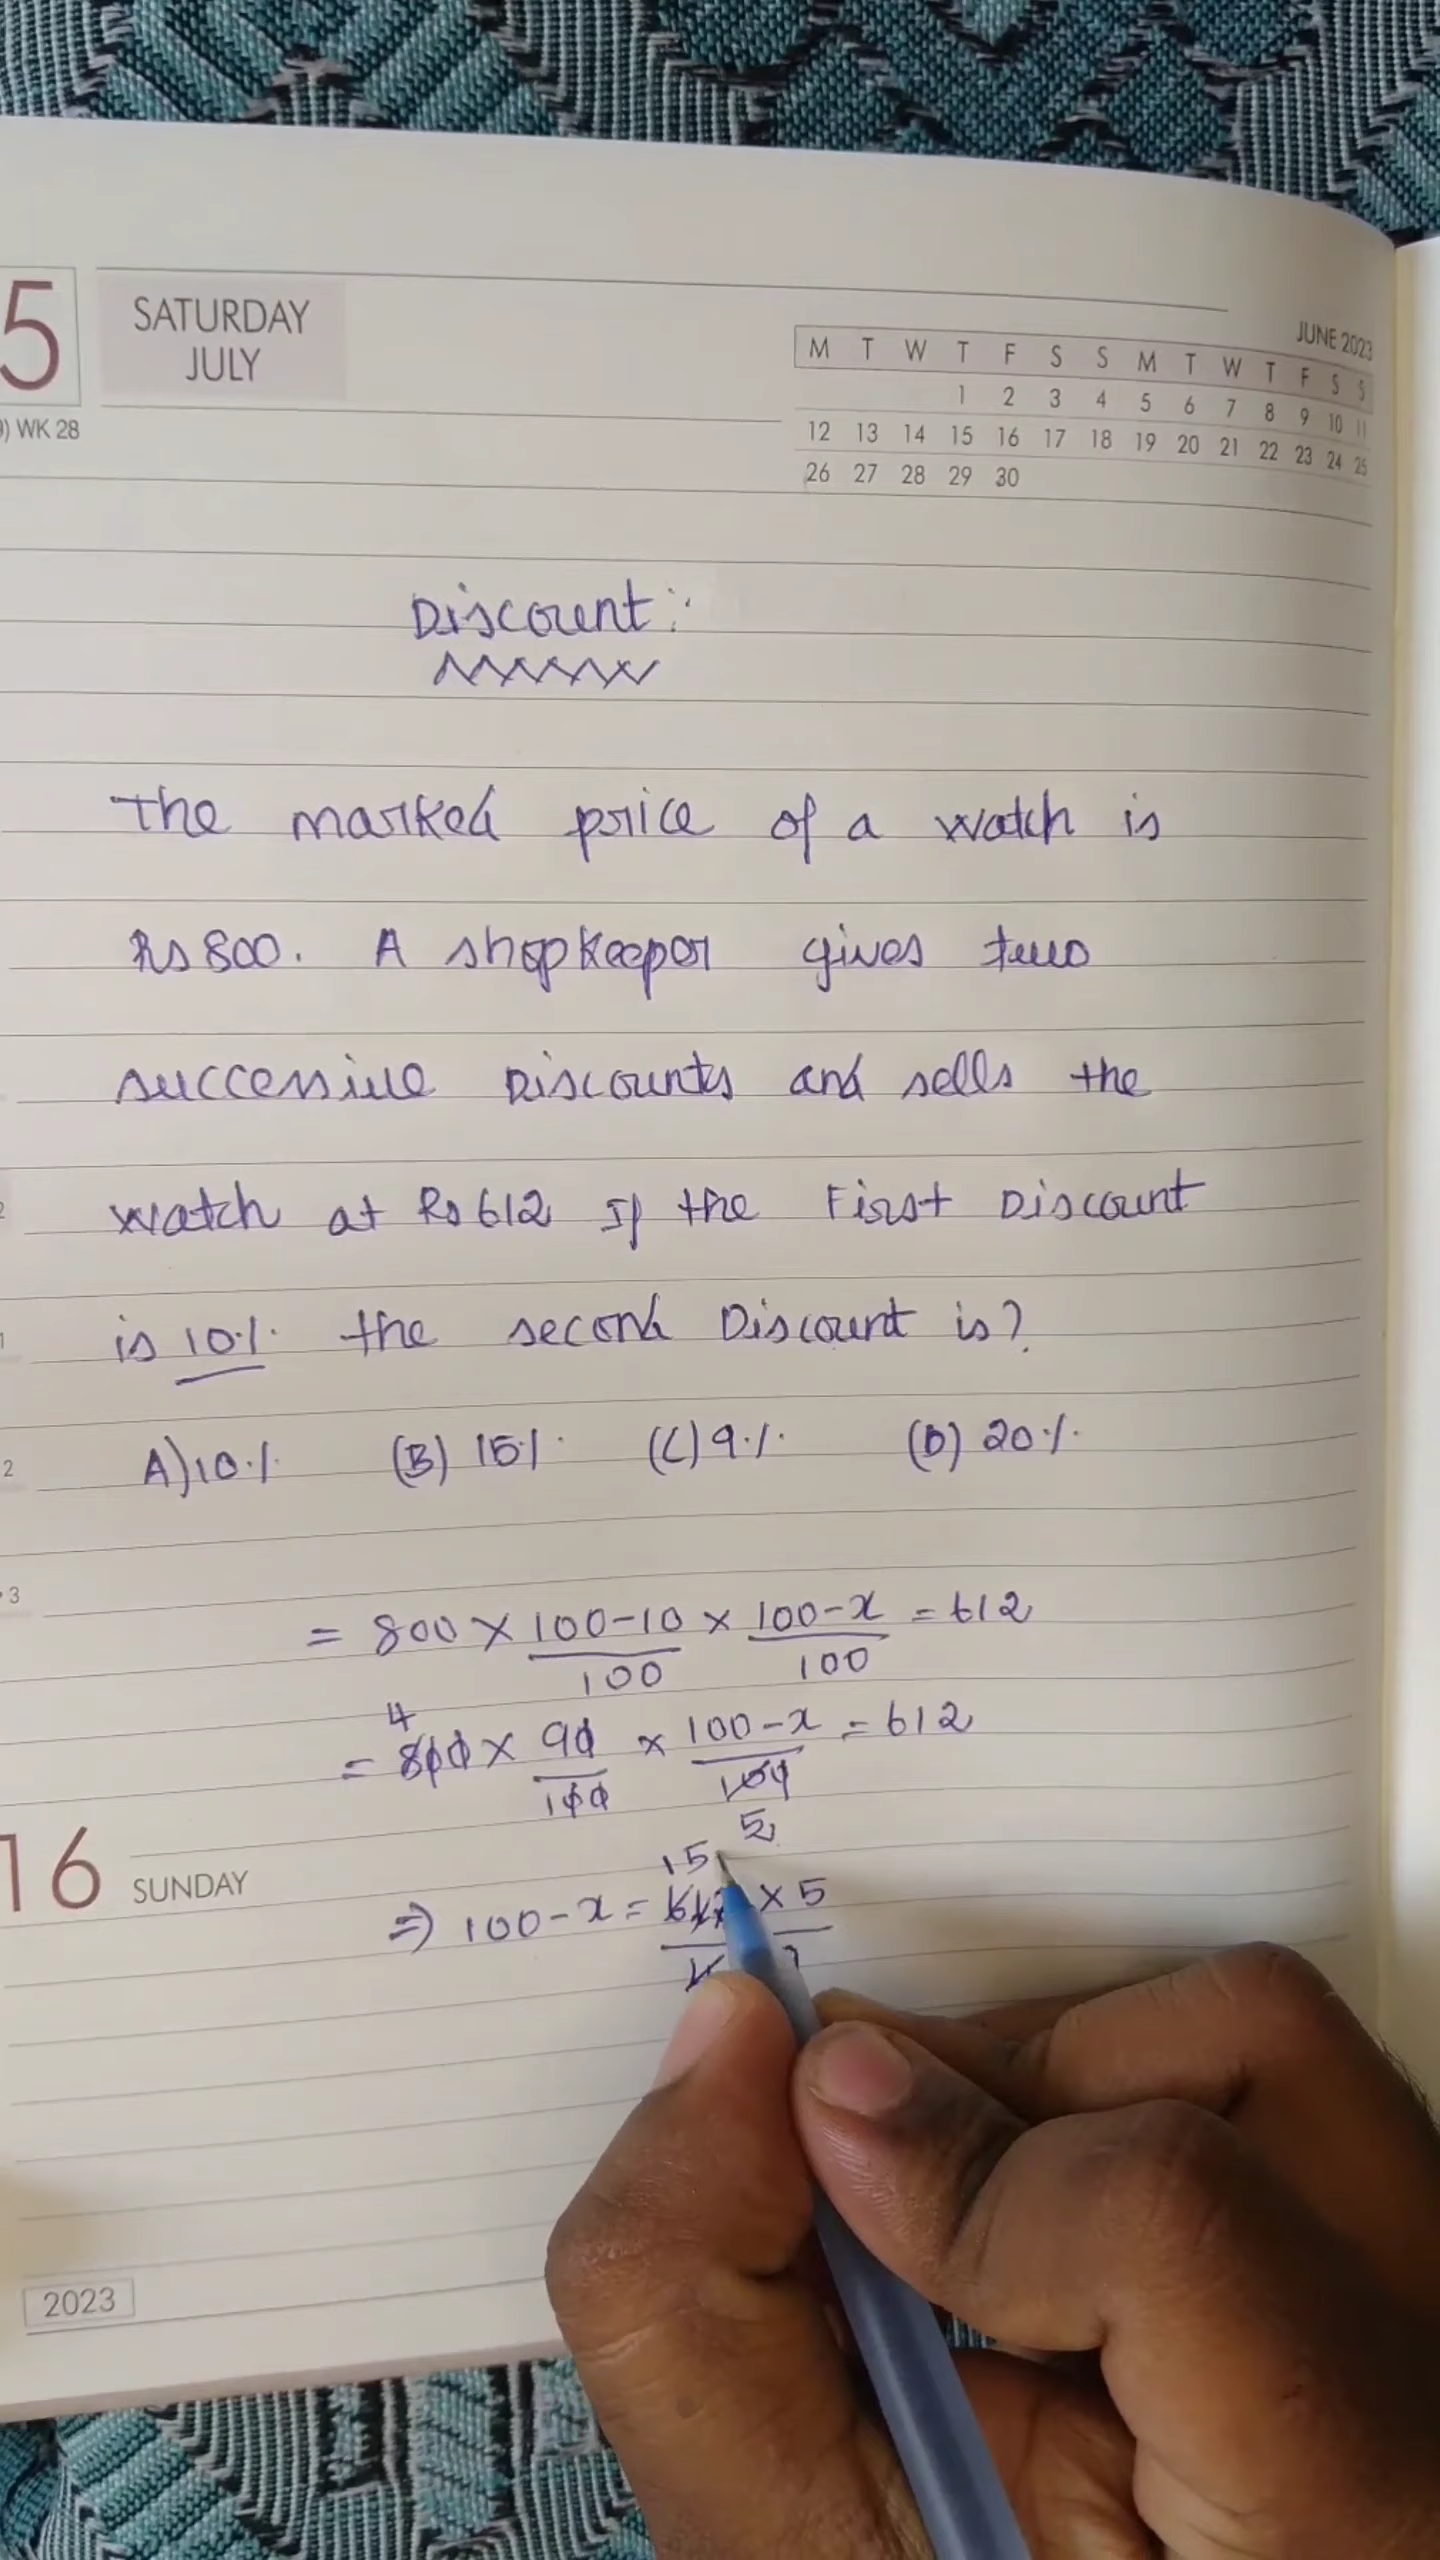 5
SATURDAY
JULY
) WK 28
JUNE 2023
M T W T F S S M T W T F S S
1 2 3 4 5 6 7 8 9 10 11
12 13 14 15 16 17 18 19 20 21 22 23 24 25
26 27 28 29 30
Discount:
The marked price of a watch is
Rs 800. A shopkeeper gives two
successive Discounts and sells the
watch at Rs 612 If the First Discount
is 10% the second Discount is?
A) 10% (B) 15% (C) 9% (D) 20%
= 800 × 100-10/100 × 100-x/100 = 612
4
= 800 × 90/100 × 100-x/100 = 612
5
15
⇒ 100-x = 612 × 5
16
SUNDAY
2023